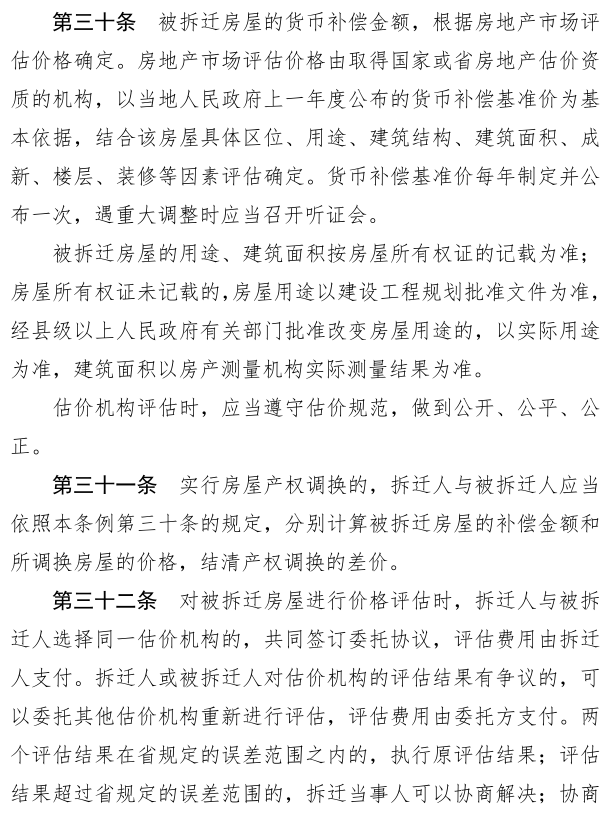 第三十条　被拆迁房屋的货币补偿金额，根据房地产市场评
估价格确定。房地产市场评估价格由取得国家或省房地产估价资
质的机构，以当地人民政府上一年度公布的货币补偿基准价为基
本依据，结合该房屋具体区位、用途、建筑结构、建筑面积、成
新、楼层、装修等因素评估确定。货币补偿基准价每年制定并公
布一次，遇重大调整时应当召开听证会。
被拆迁房屋的用途、建筑面积按房屋所有权证的记载为准；
房屋所有权证未记载的，房屋用途以建设工程规划批准文件为准，
经县级以上人民政府有关部门批准改变房屋用途的，以实际用途
为准，建筑面积以房产测量机构实际测量结果为准。
估价机构评估时，应当遵守估价规范，做到公开、公平、公
正。
第三十一条　实行房屋产权调换的，拆迁人与被拆迁人应当
依照本条例第三十条的规定，分别计算被拆迁房屋的补偿金额和
所调换房屋的价格，结清产权调换的差价。
第三十二条　对被拆迁房屋进行价格评估时，拆迁人与被拆
迁人选择同一估价机构的，共同签订委托协议，评估费用由拆迁
人支付。拆迁人或被拆迁人对估价机构的评估结果有争议的，可
以委托其他估价机构重新进行评估，评估费用由委托方支付。两
个评估结果在省规定的误差范围之内的，执行原评估结果；评估
结果超过省规定的误差范围的，拆迁当事人可以协商解决；协商